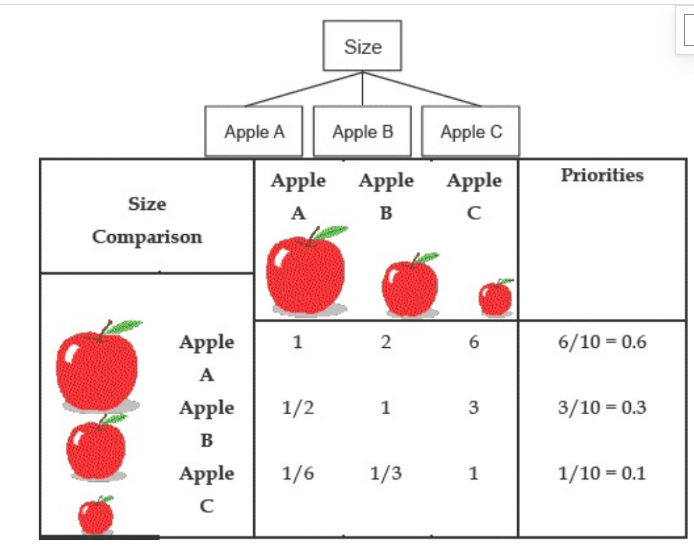 Size
Apple A Apple B Apple C
Size
Comparison
Apple Apple Apple Priorities
A B C
Apple 1 2 6 6/10 = 0.6
A
Apple 1/2 1 3 3/10 = 0.3
B
Apple 1/6 1/3 1 1/10 = 0.1
C